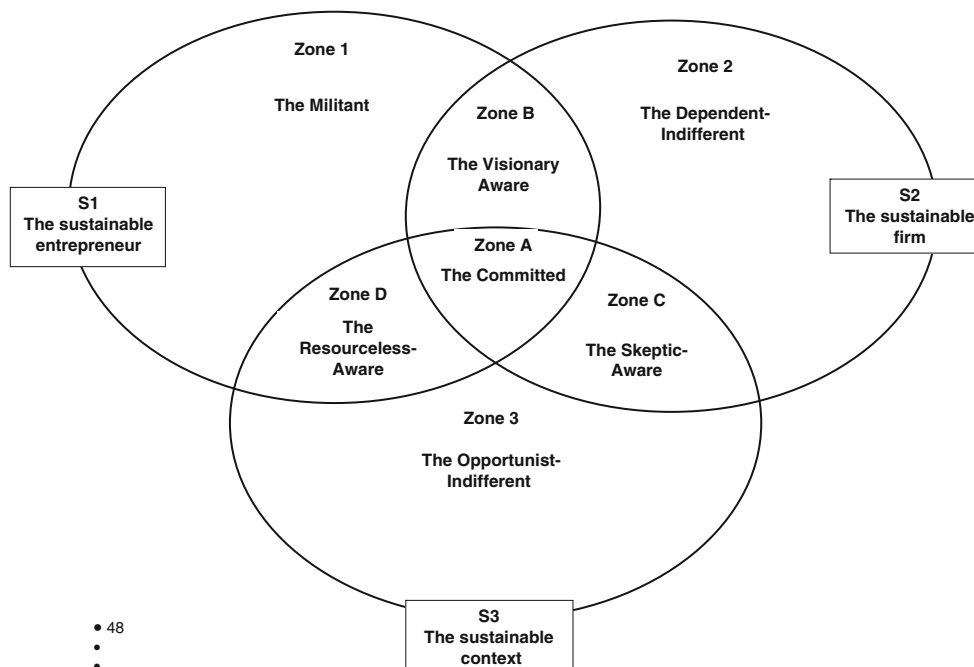 Zone 1
The Militant
Zone 2
The Dependent-
Indifferent
Zone B
The Visionary
Aware
S1
The sustainable
entrepreneur
S2
The sustainable
firm
Zone A
The Committed
Zone D
The
Resourceless-
Aware
Zone C
The Skeptic-
Aware
Zone 3
The Opportunist-
Indifferent
S3
The sustainable
context
• 48
•
•